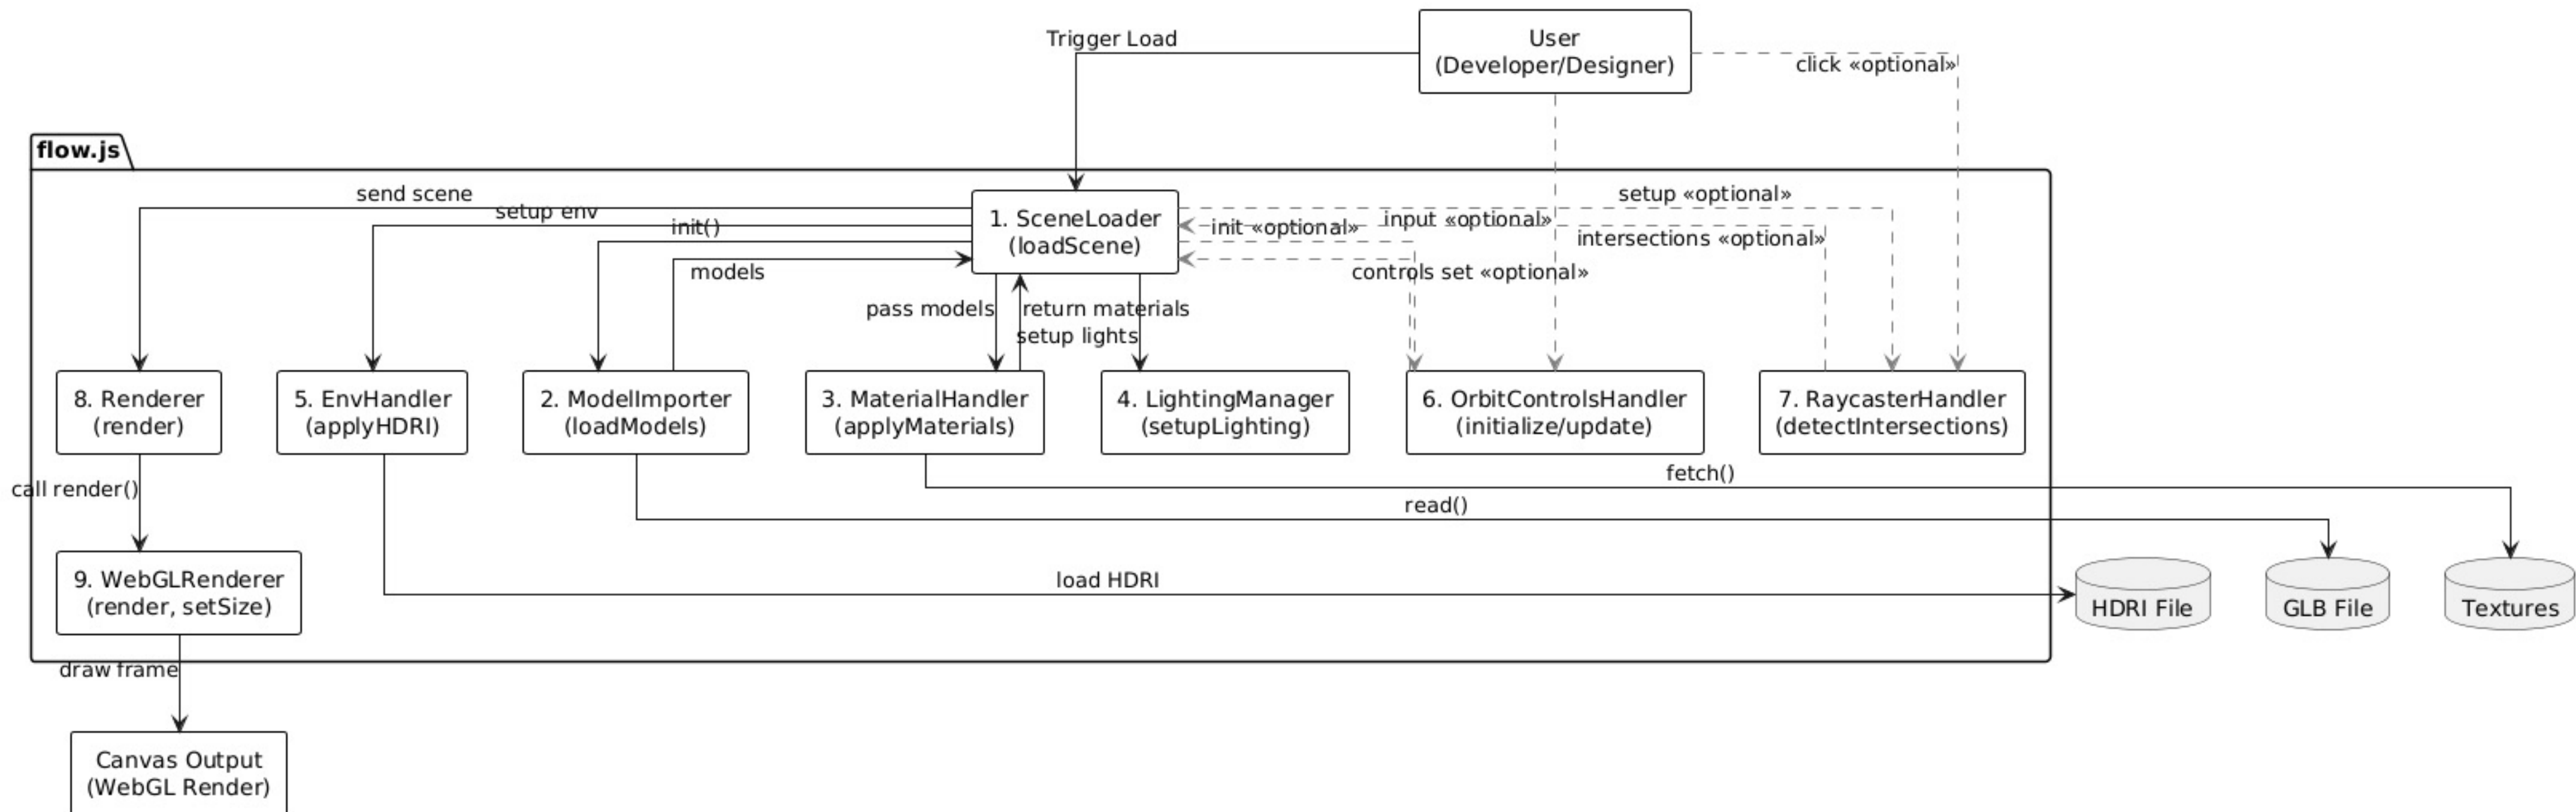 User
(Developer/Designer)
Trigger Load
click «optional»
flow.js
send scene
setup env
init()
models
1. SceneLoader
(loadScene)
setup «optional»
input «optional»
init «optional»
intersections «optional»
controls set «optional»
pass models
return materials
setup lights
8. Renderer
(render)
5. EnvHandler
(applyHDRI)
2. ModelImporter
(loadModels)
3. MaterialHandler
(applyMaterials)
4. LightingManager
(setupLighting)
6. OrbitControlsHandler
(initialize/update)
7. RaycasterHandler
(detectIntersections)
call render()
fetch()
read()
9. WebGLRenderer
(render, setSize)
load HDRI
HDRI File
GLB File
Textures
draw frame
Canvas Output
(WebGL Render)